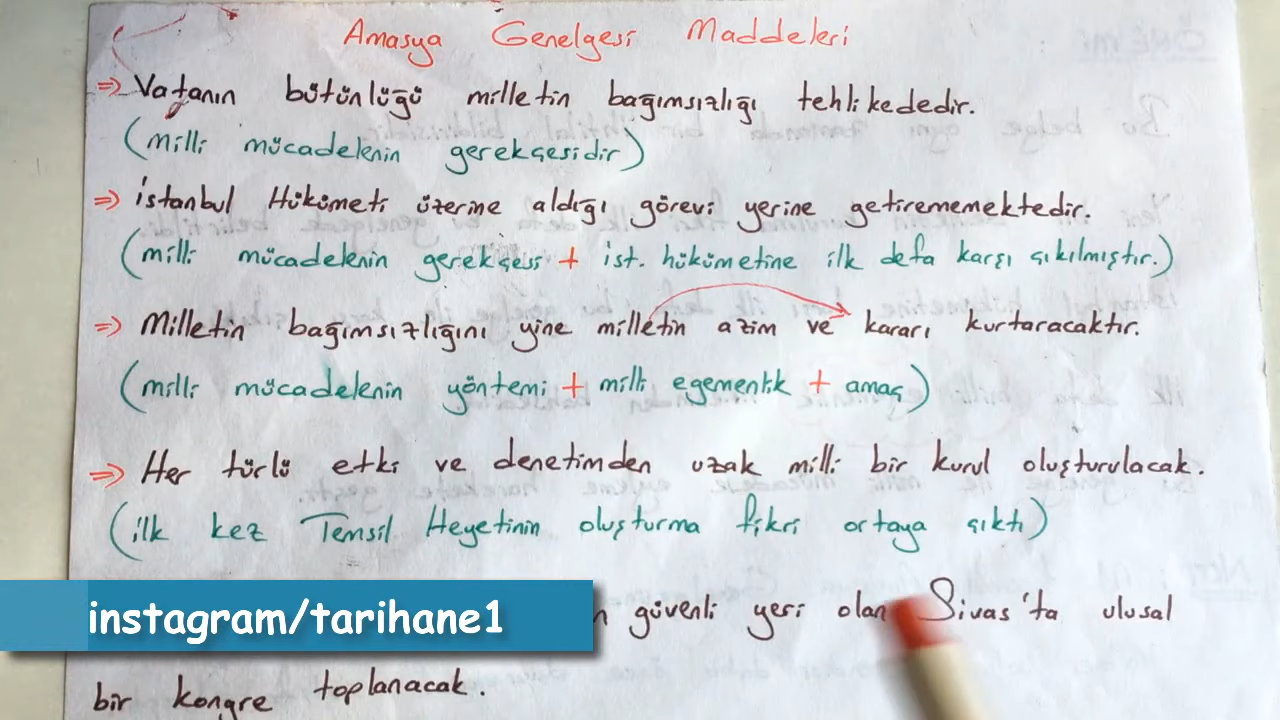 Amasya Genelgesi Maddeleri
⇒ Vatanın bütünlüğü milletin bağımsızlığı tehlikededir.
(milli mücadelenin gerekçesidir)
⇒ İstanbul Hükümeti üzerine aldığı görevi yerine getirememektedir.
(milli mücadelenin gerekçesi + ist. hükümetine ilk defa karşı çıkılmıştır.)
⇒ Milletin bağımsızlığını yine milletin azim ve kararı kurtaracaktır.
(milli mücadelenin yöntemi + milli egemenlik + amaç)
⇒ Her türlü etki ve denetimden uzak milli bir kurul oluşturulacak.
(ilk kez Temsil Heyetinin oluşturma fikri ortaya çıktı)
güvenli yeri olan Sivas'ta ulusal
instagram/tarihane1
bir kongre toplanacak.